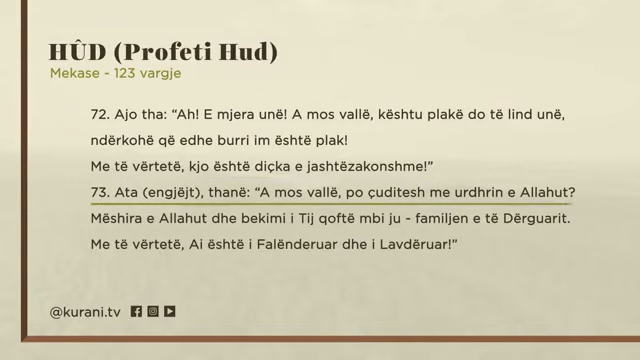 HÛD (Profeti Hud)
Mekase - 123 vargje
72. Ajo tha: “Ah! E mjera unë! A mos vallë, kështu plakë do të lind unë,
ndërkohë që edhe burri im është plak!
Me të vërtetë, kjo është diçka e jashtëzakonshme!”
73. Ata (engjëjt), thanë: “A mos vallë, po çuditesh me urdhrin e Allahut?
Mëshira e Allahut dhe bekimi i Tij qoftë mbi ju - familjen e të Dërguarit.
Me të vërtetë, Ai është i Falënderuar dhe i Lavdëruar!”
@kurani.tv